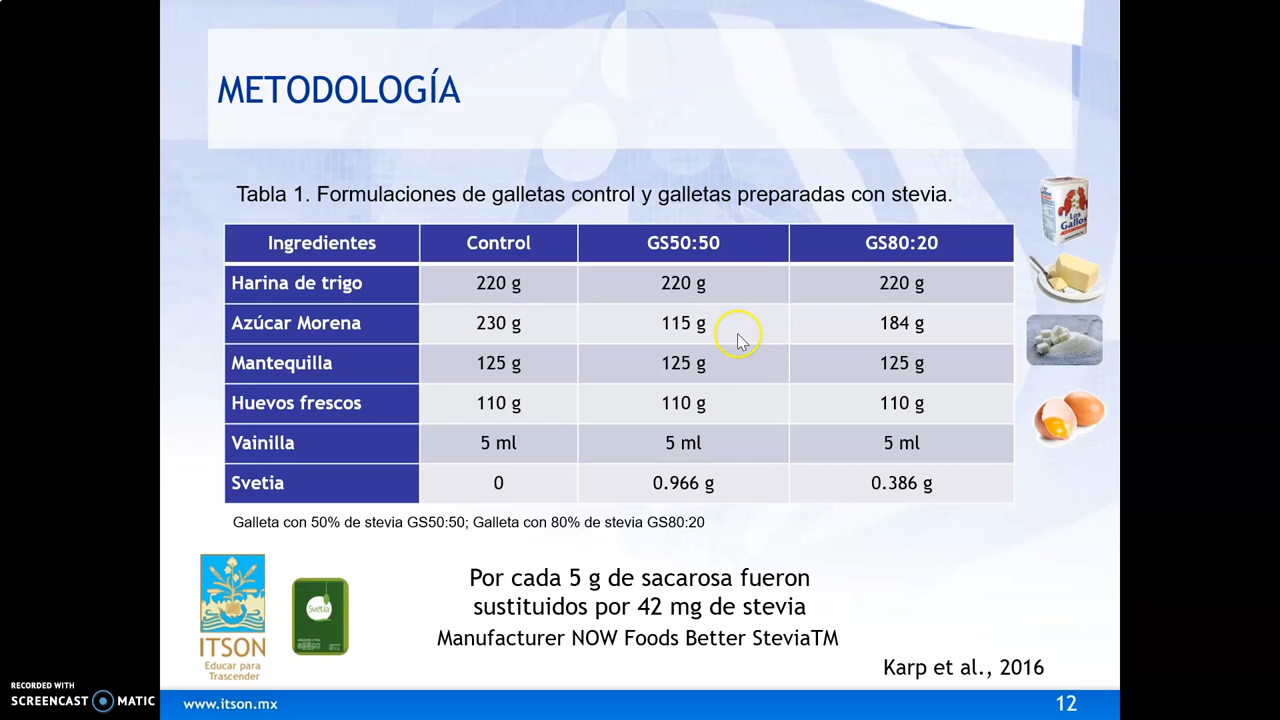 METODOLOGÍA
Tabla 1. Formulaciones de galletas control y galletas preparadas con stevia.
Ingredientes Control GS50:50 GS80:20
Harina de trigo 220 g 220 g 220 g
Azúcar Morena 230 g 115 g 184 g
Mantequilla 125 g 125 g 125 g
Huevos frescos 110 g 110 g 110 g
Vainilla 5 ml 5 ml 5 ml
Svetia 0 0.966 g 0.386 g
Galleta con 50% de stevia GS50:50; Galleta con 80% de stevia GS80:20
Los
Gallos
Por cada 5 g de sacarosa fueron
sustituidos por 42 mg de stevia
Manufacturer NOW Foods Better SteviaTM
Svetia
ITSON
Educar para
Trascender
Karp et al., 2016
RECORDED WITH
SCREENCAST MATIC
www.itson.mx
12